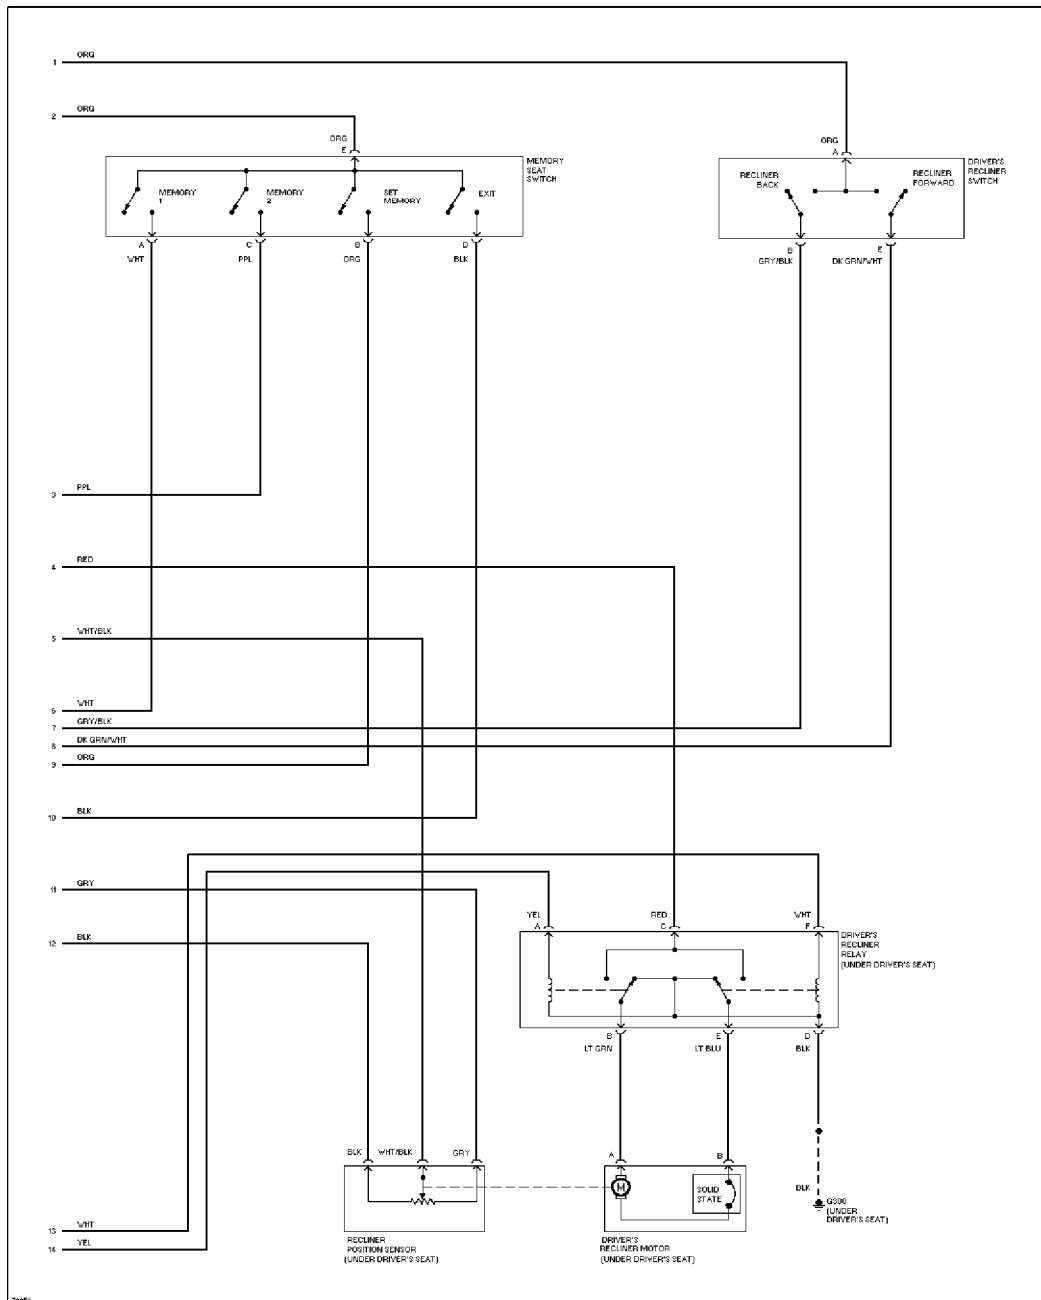 1 ORG
2 ORG
ORG
E
MEMORY
SEAT
SWITCH
MEMORY
1
MEMORY
2
SET
MEMORY
EXIT
A
C
B
D
WHT
PPL
ORG
BLK
ORG
A
DRIVER'S
RECLINER
SWITCH
RECLINER
BACK
RECLINER
FORWARD
B
E
GRY/BLK
DK GRN/WHT
3 PPL
4 RED
5 WHT/BLK
6 WHT
7 GRY/BLK
8 DK GRN/WHT
9 ORG
10 BLK
11 GRY
12 BLK
YEL
A
RED
C
WHT
F
DRIVER'S
RECLINER
RELAY
(UNDER DRIVER'S SEAT)
B
E
D
LT GRN
LT BLU
BLK
BLK
WHT/BLK
GRY
A
B
M
SOLID
STATE
BLK
G300
(UNDER
DRIVER'S SEAT)
13 WHT
14 YEL
RECLINER
POSITION SENSOR
(UNDER DRIVER'S SEAT)
DRIVER'S
RECLINER MOTOR
(UNDER DRIVER'S SEAT)